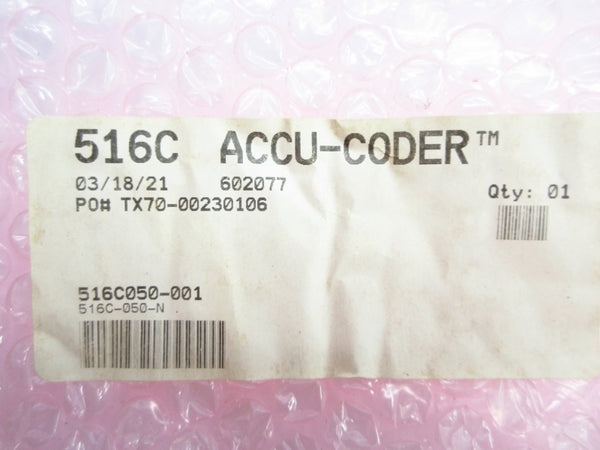 516C ACCU-CODER™
03/18/21 602077
Qty: 01
PO# TX70-00230106
516C050-001
516C-050-N